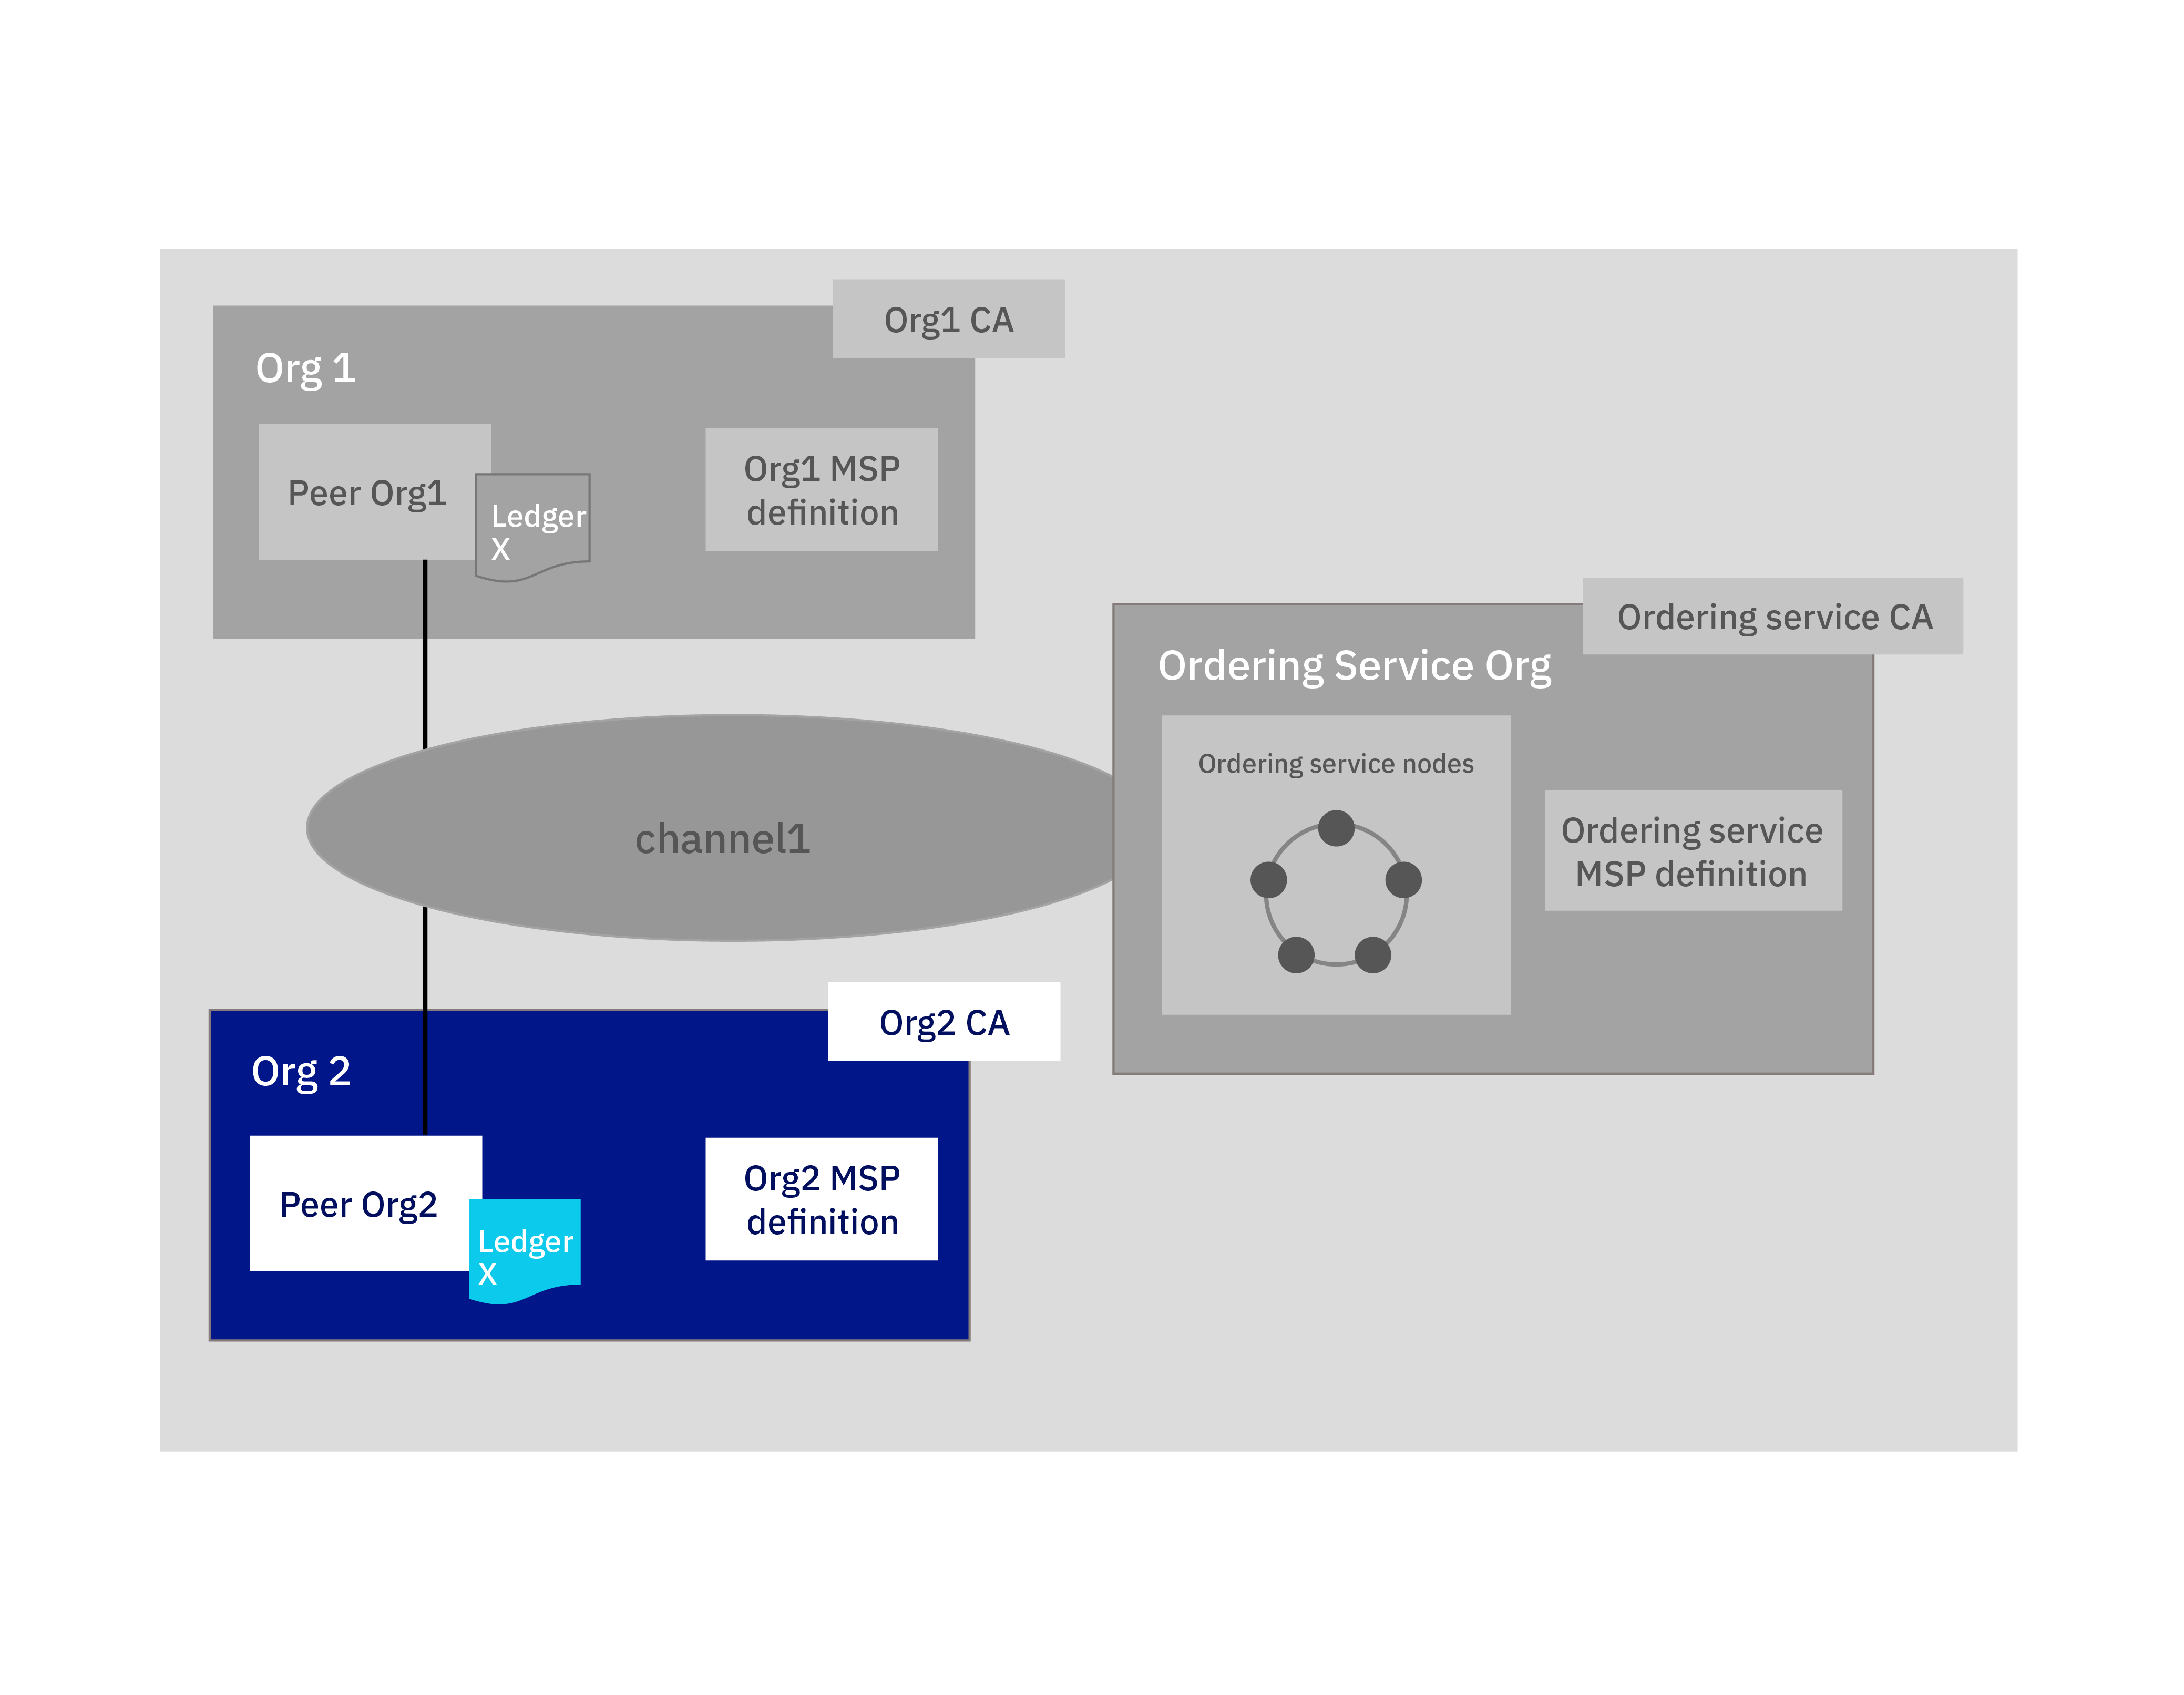 Org1 CA
Org 1
Peer Org1
Ledger
X
Org1 MSP
definition
Ordering service CA
Ordering Service Org
Ordering service nodes
Ordering service
MSP definition
channel1
Org2 CA
Org 2
Peer Org2
Ledger
X
Org2 MSP
definition